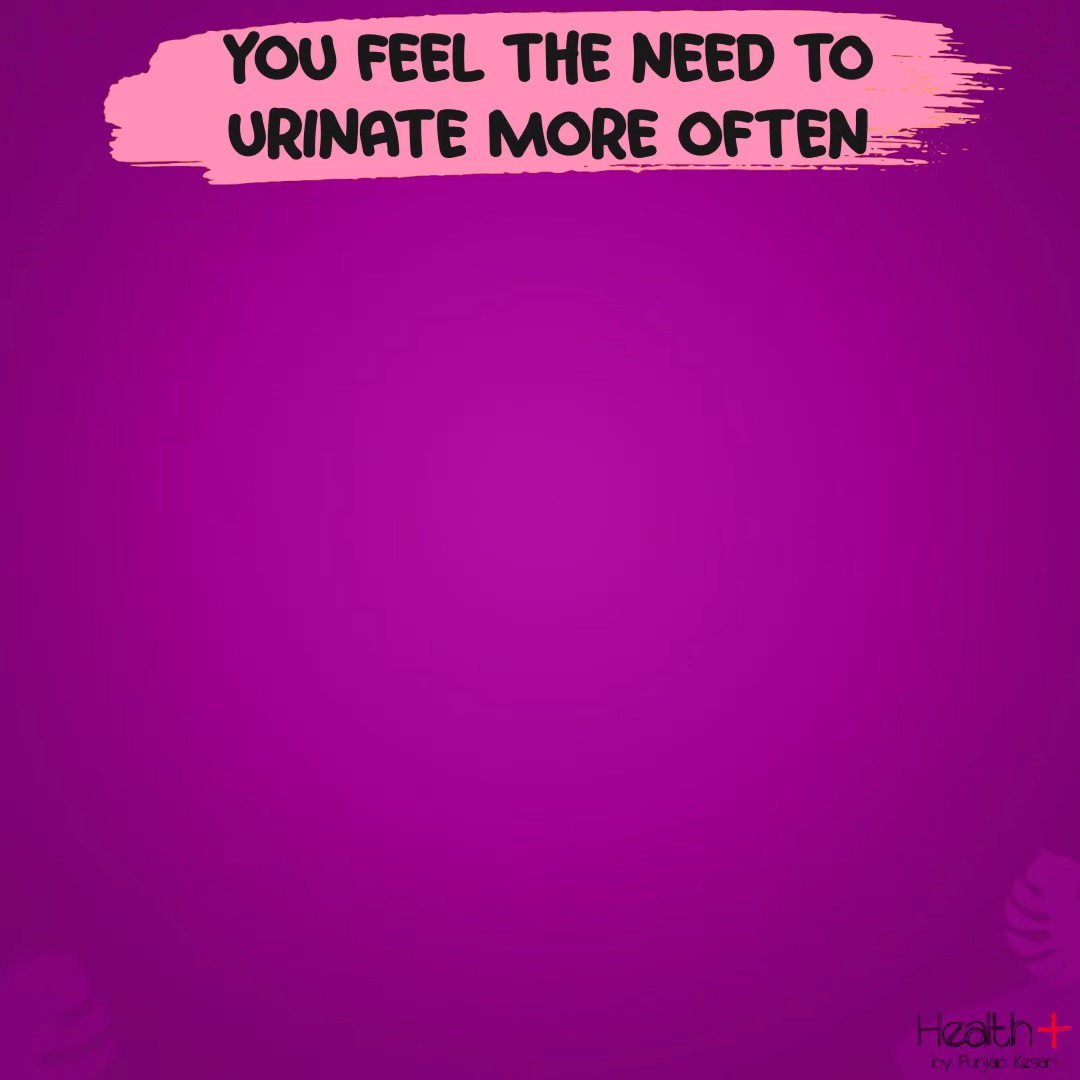 YOU FEEL THE NEED TO
URINATE MORE OFTEN
Health+
by Punjab Kesari